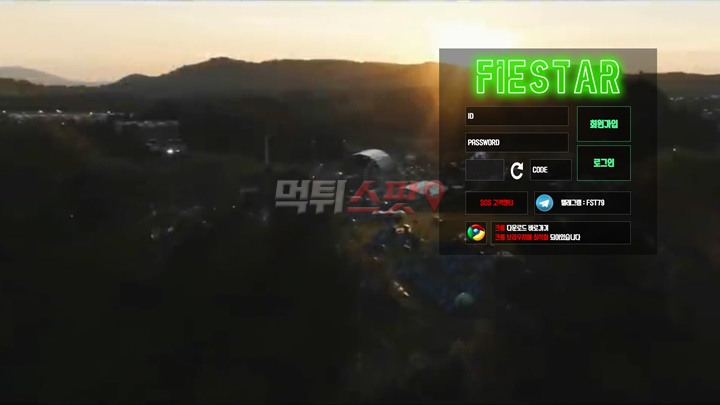 FIESTAR
ID
회원가입
PASSWORD
로그인
CODE
먹튀스팟
SOS 고객센터
텔레그램 : FST79
크롬 다운로드 바로가기
크롬 브라우저에 최적화 되어있습니다